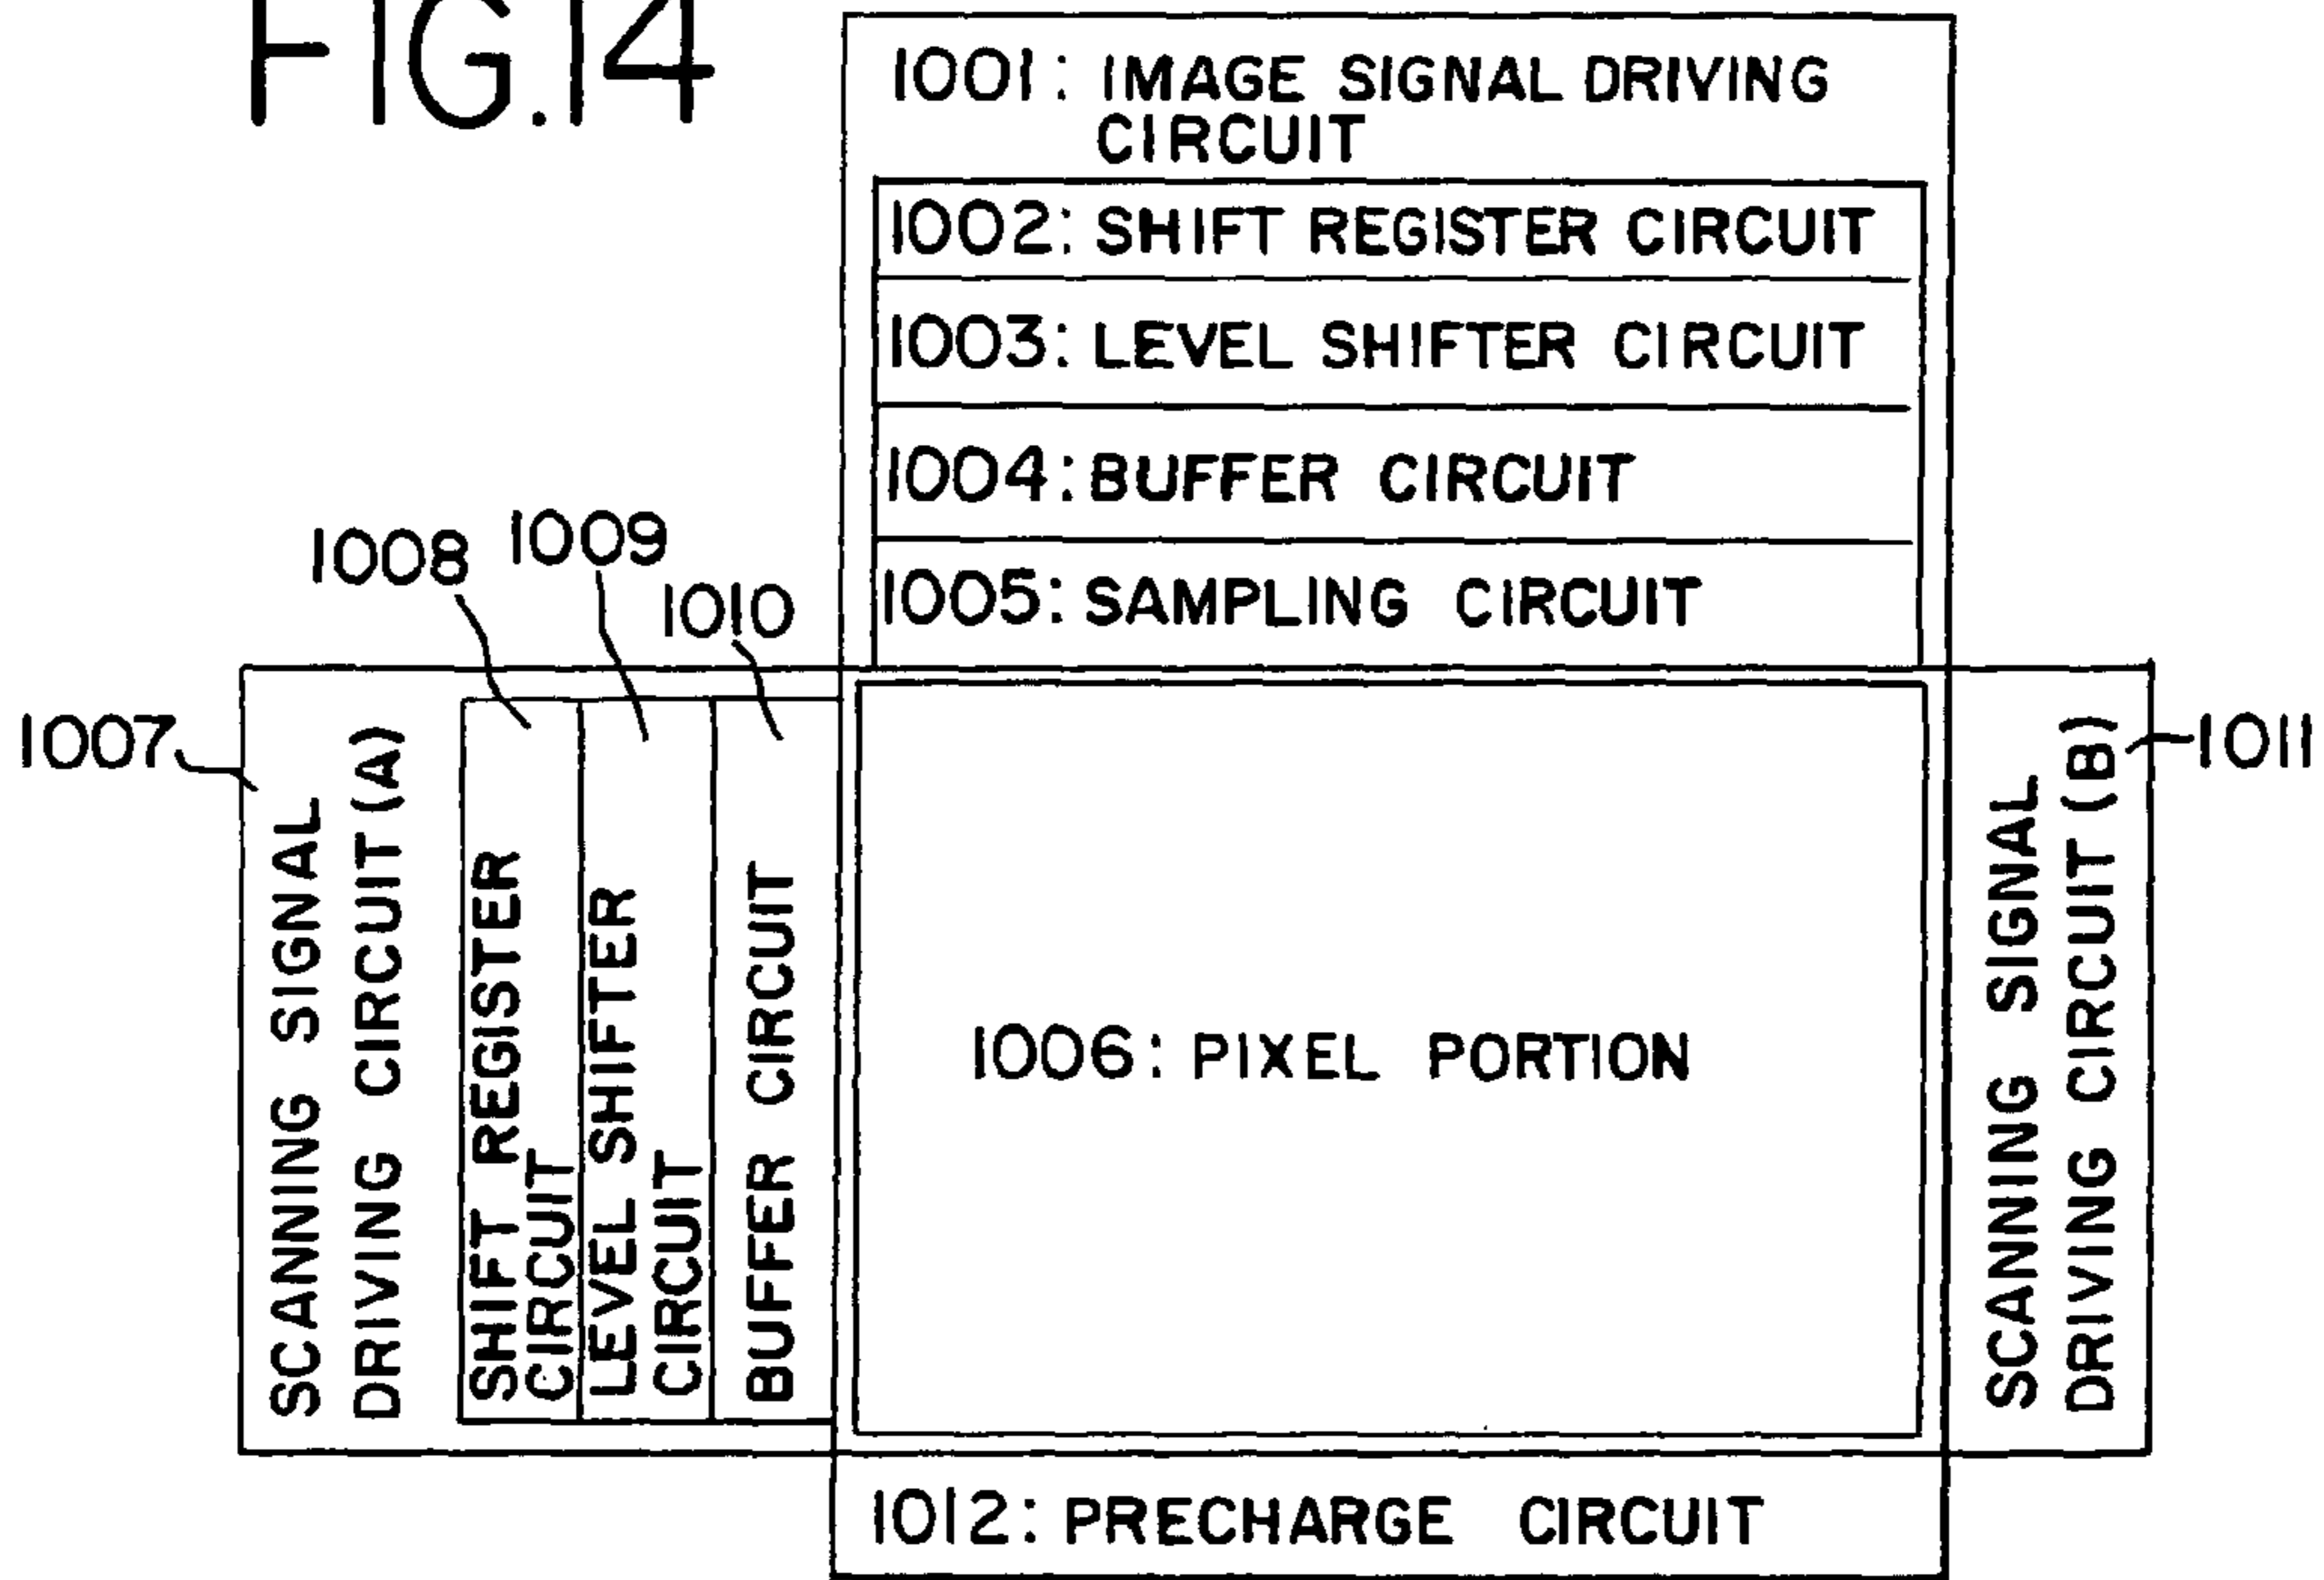 FIG.14
1001: IMAGE SIGNAL DRIVING
CIRCUIT
1002: SHIFT REGISTER CIRCUIT
1003: LEVEL SHIFTER CIRCUIT
1004: BUFFER CIRCUIT
1005: SAMPLING CIRCUIT
1008
1009
1010
1007
SCANNING SIGNAL
DRIVING CIRCUIT (A)
SHIFT REGISTER
CIRCUIT
LEVEL SHIFTER
CIRCUIT
BUFFER CIRCUIT
1006: PIXEL PORTION
SCANNING SIGNAL
DRIVING CIRCUIT (B)
1011
1012: PRECHARGE CIRCUIT